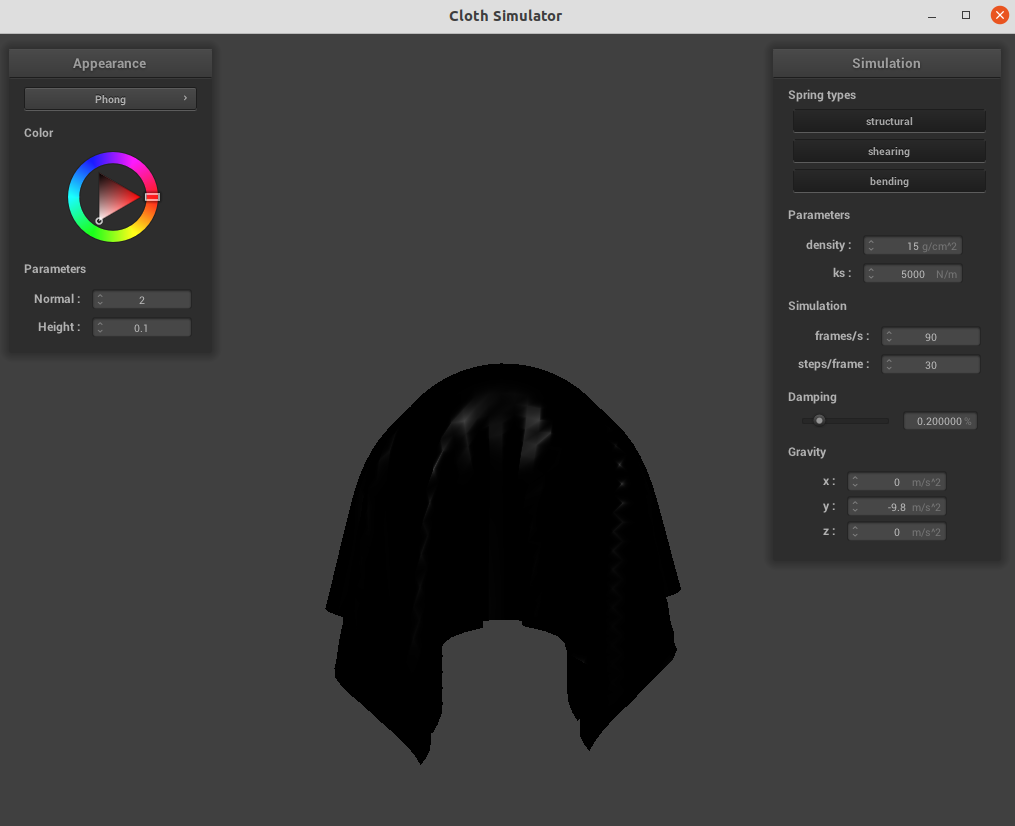 Cloth Simulator
Appearance
Phong
Color
Parameters
Normal : 2
Height : 0.1
Simulation
Spring types
structural
shearing
bending
Parameters
density : 15 g/cm^2
ks : 5000 N/m
Simulation
frames/s : 90
steps/frame : 30
Damping
0.200000 %
Gravity
x : 0 m/s^2
y : -9.8 m/s^2
z : 0 m/s^2